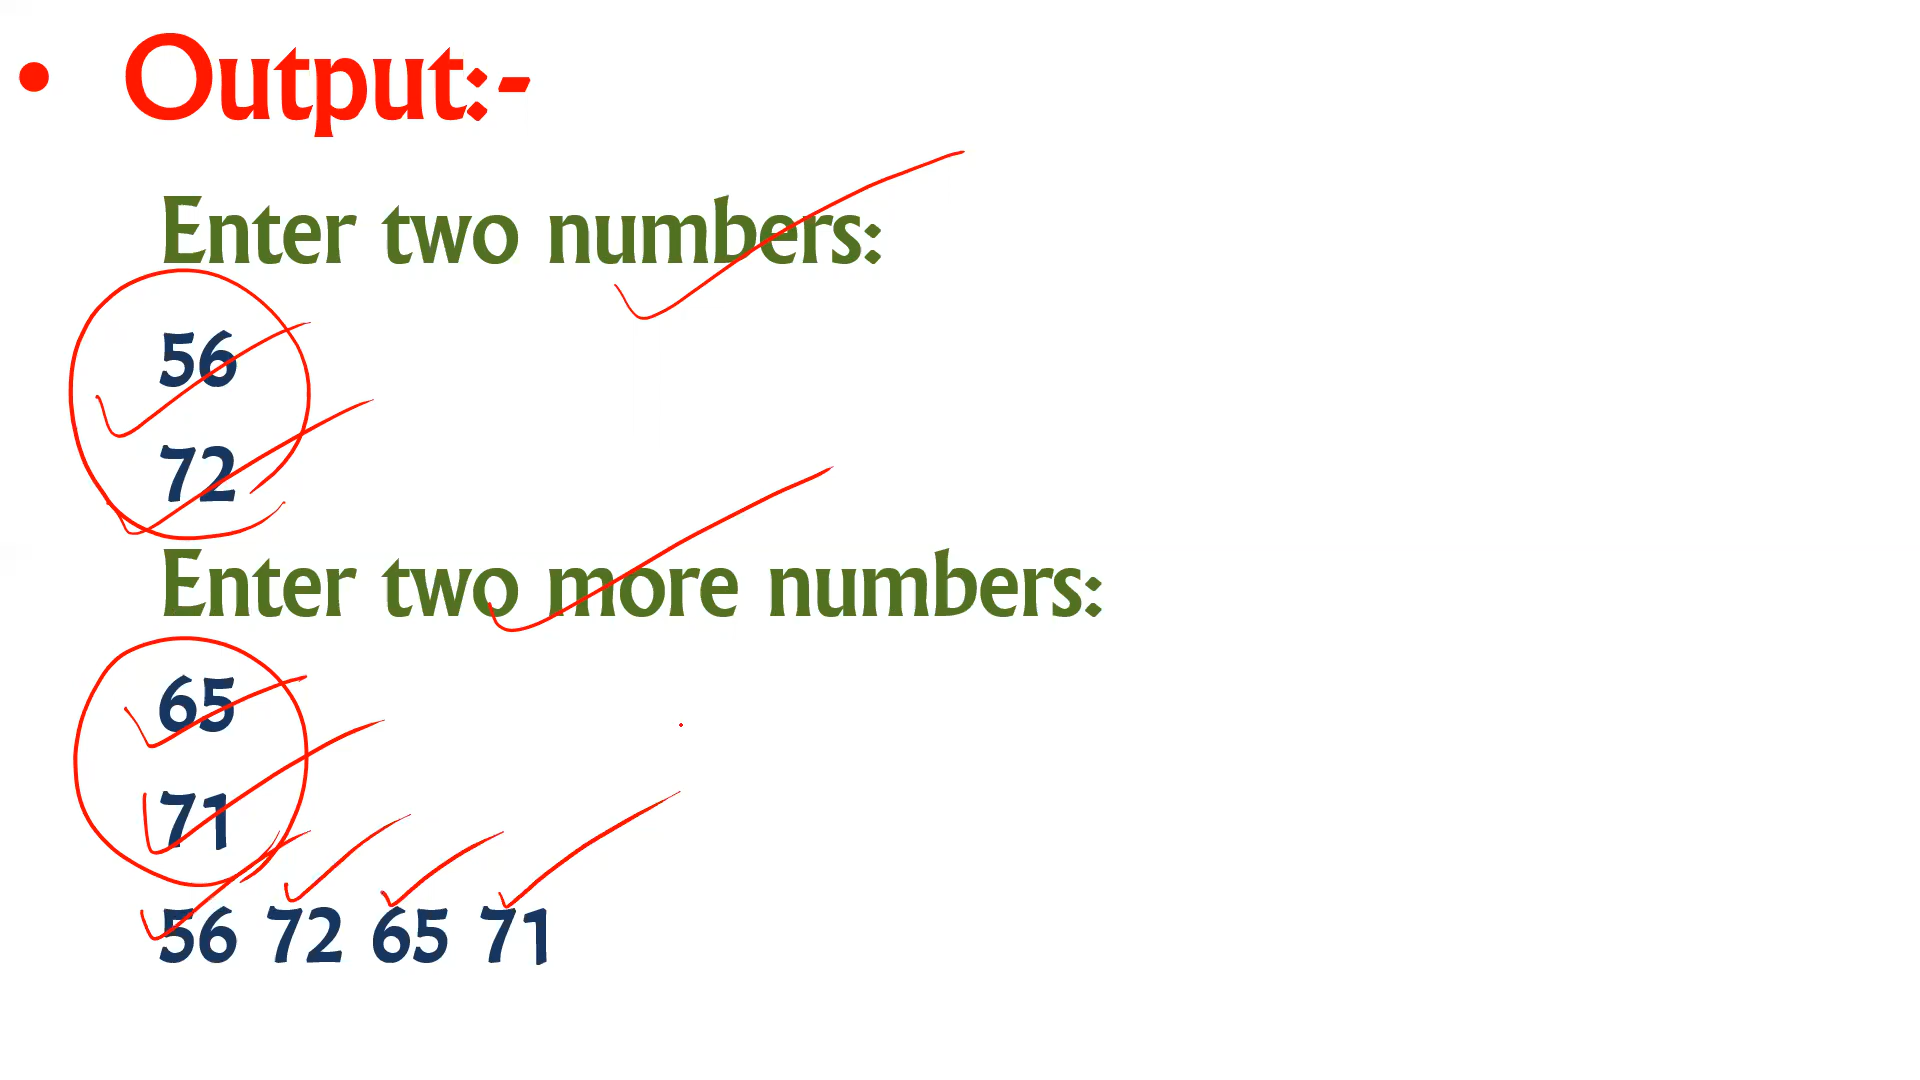 • Output:-
Enter two numbers:
56
72
Enter two more numbers:
65
71
56 72 65 71